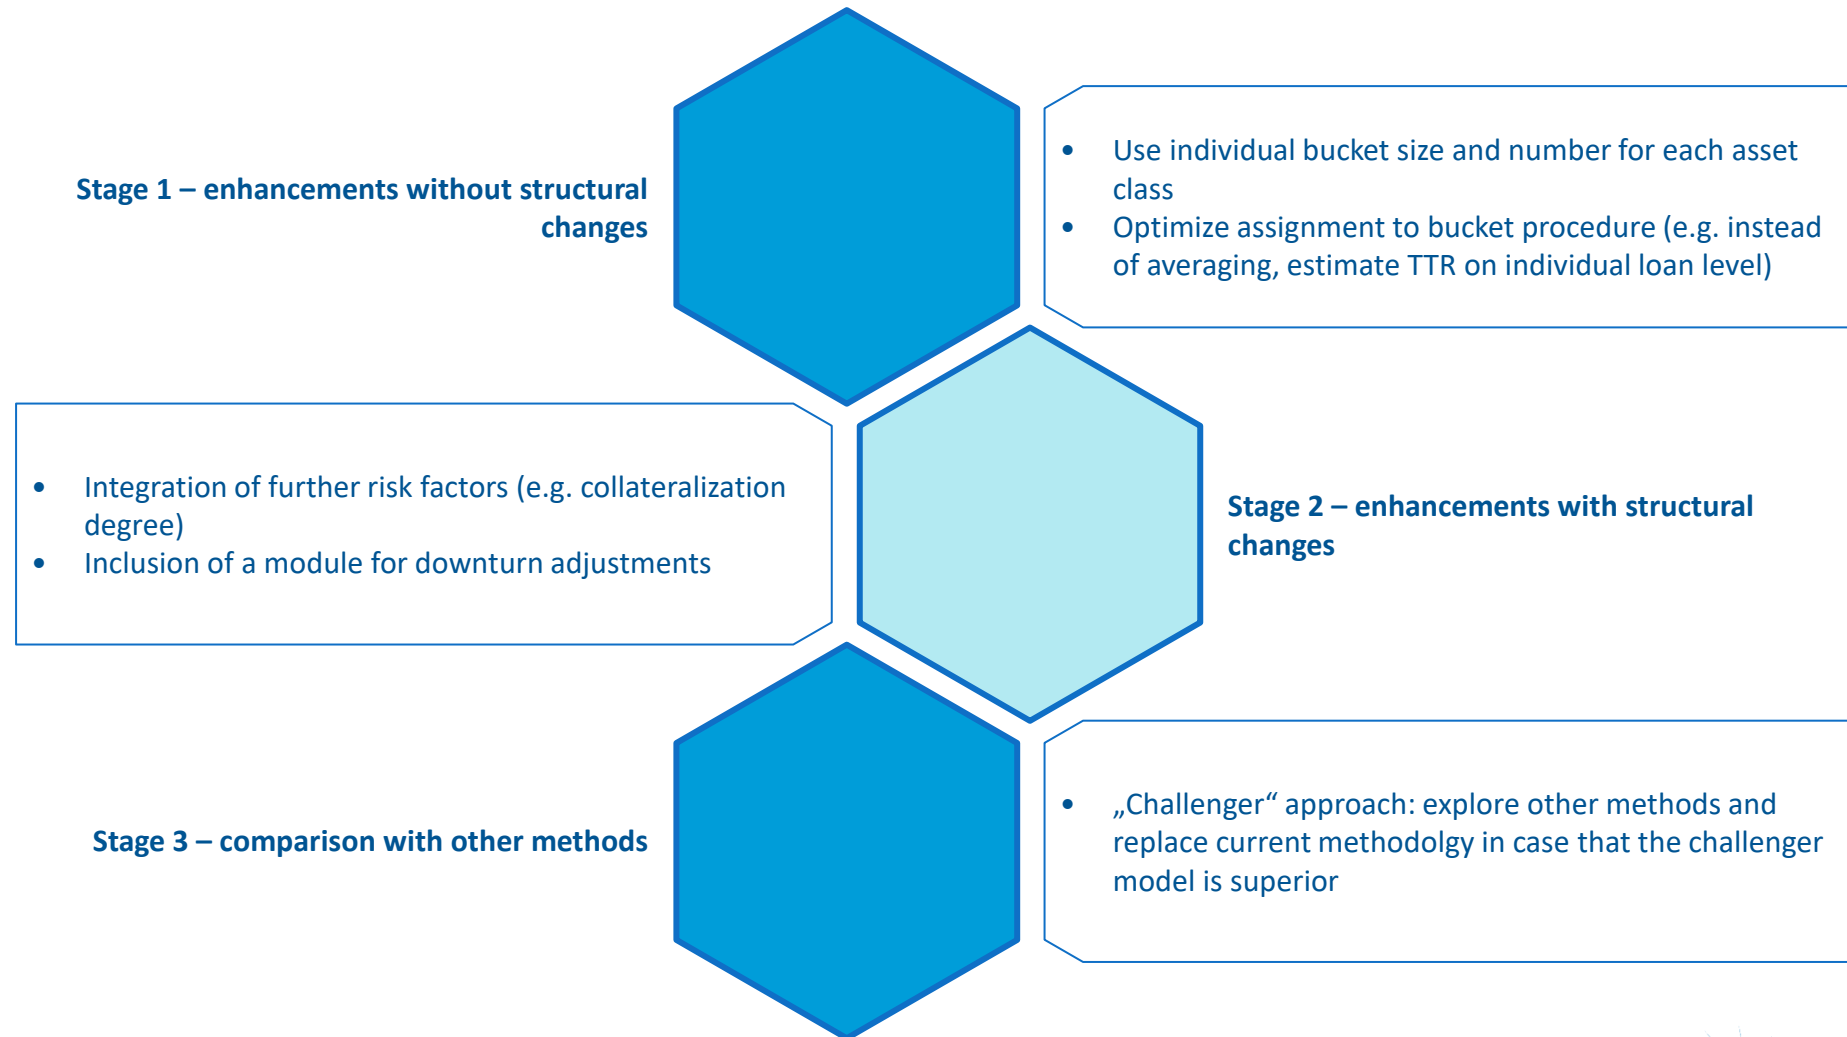 Stage 1 – enhancements without structural
changes
• Use individual bucket size and number for each asset
class
• Optimize assignment to bucket procedure (e.g. instead
of averaging, estimate TTR on individual loan level)
• Integration of further risk factors (e.g. collateralization
degree)
• Inclusion of a module for downturn adjustments
Stage 2 – enhancements with structural
changes
Stage 3 – comparison with other methods
• „Challenger“ approach: explore other methods and
replace current methodolgy in case that the challenger
model is superior